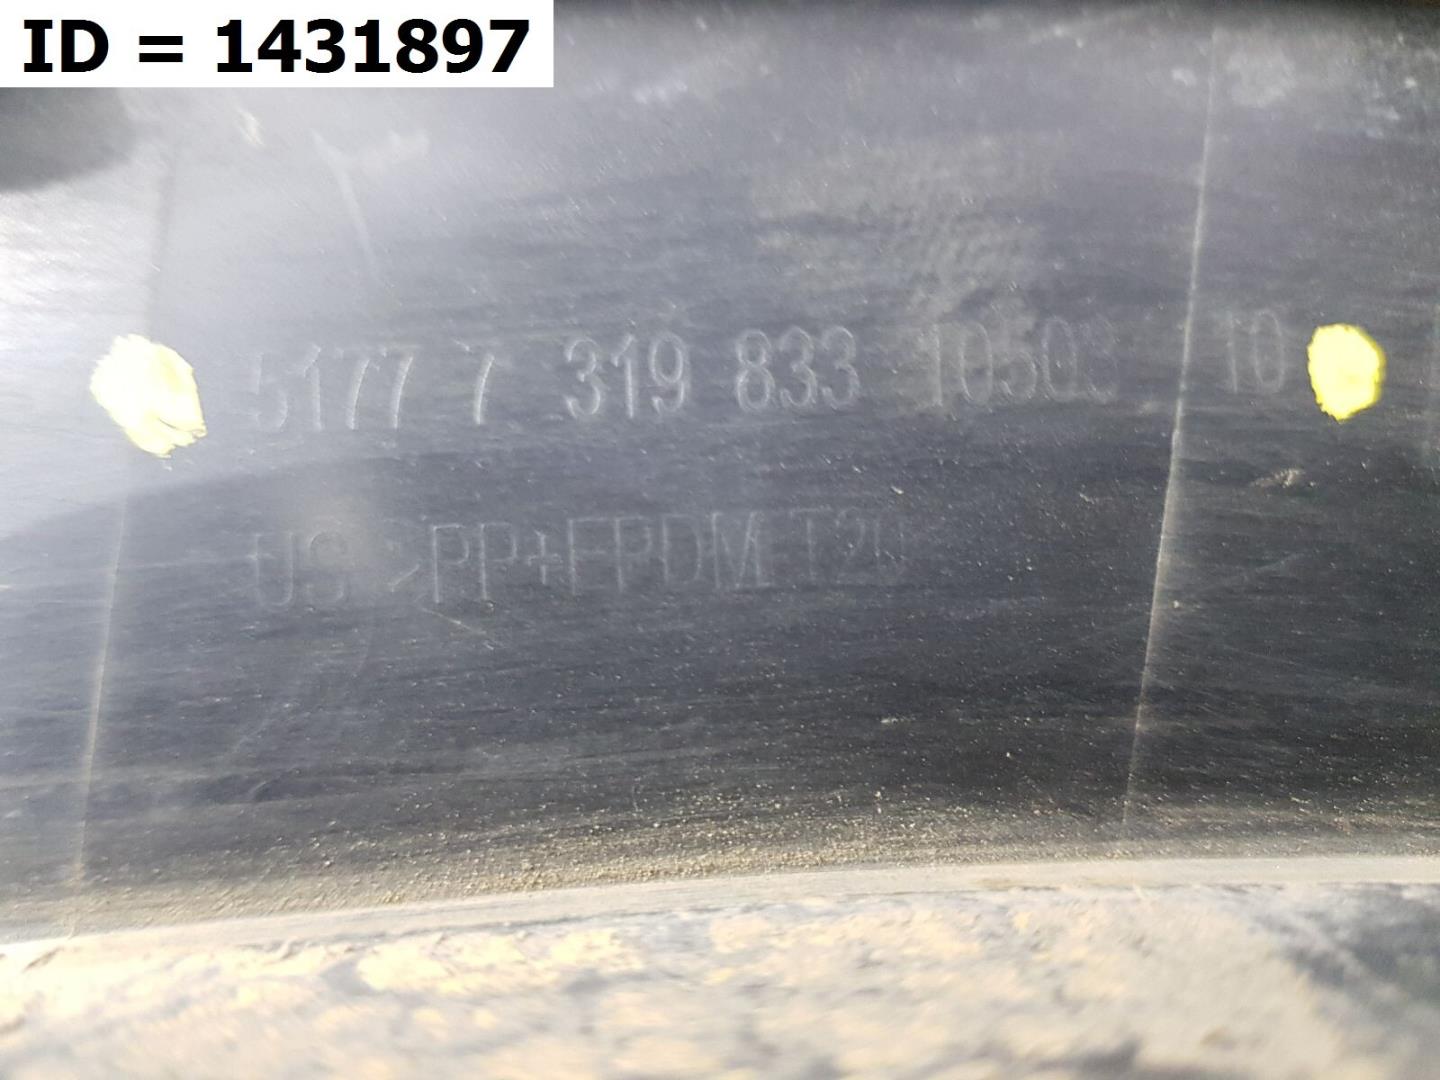 ID = 1431897
5177 7 319 833 10503 10
US >PP+EPDM T20